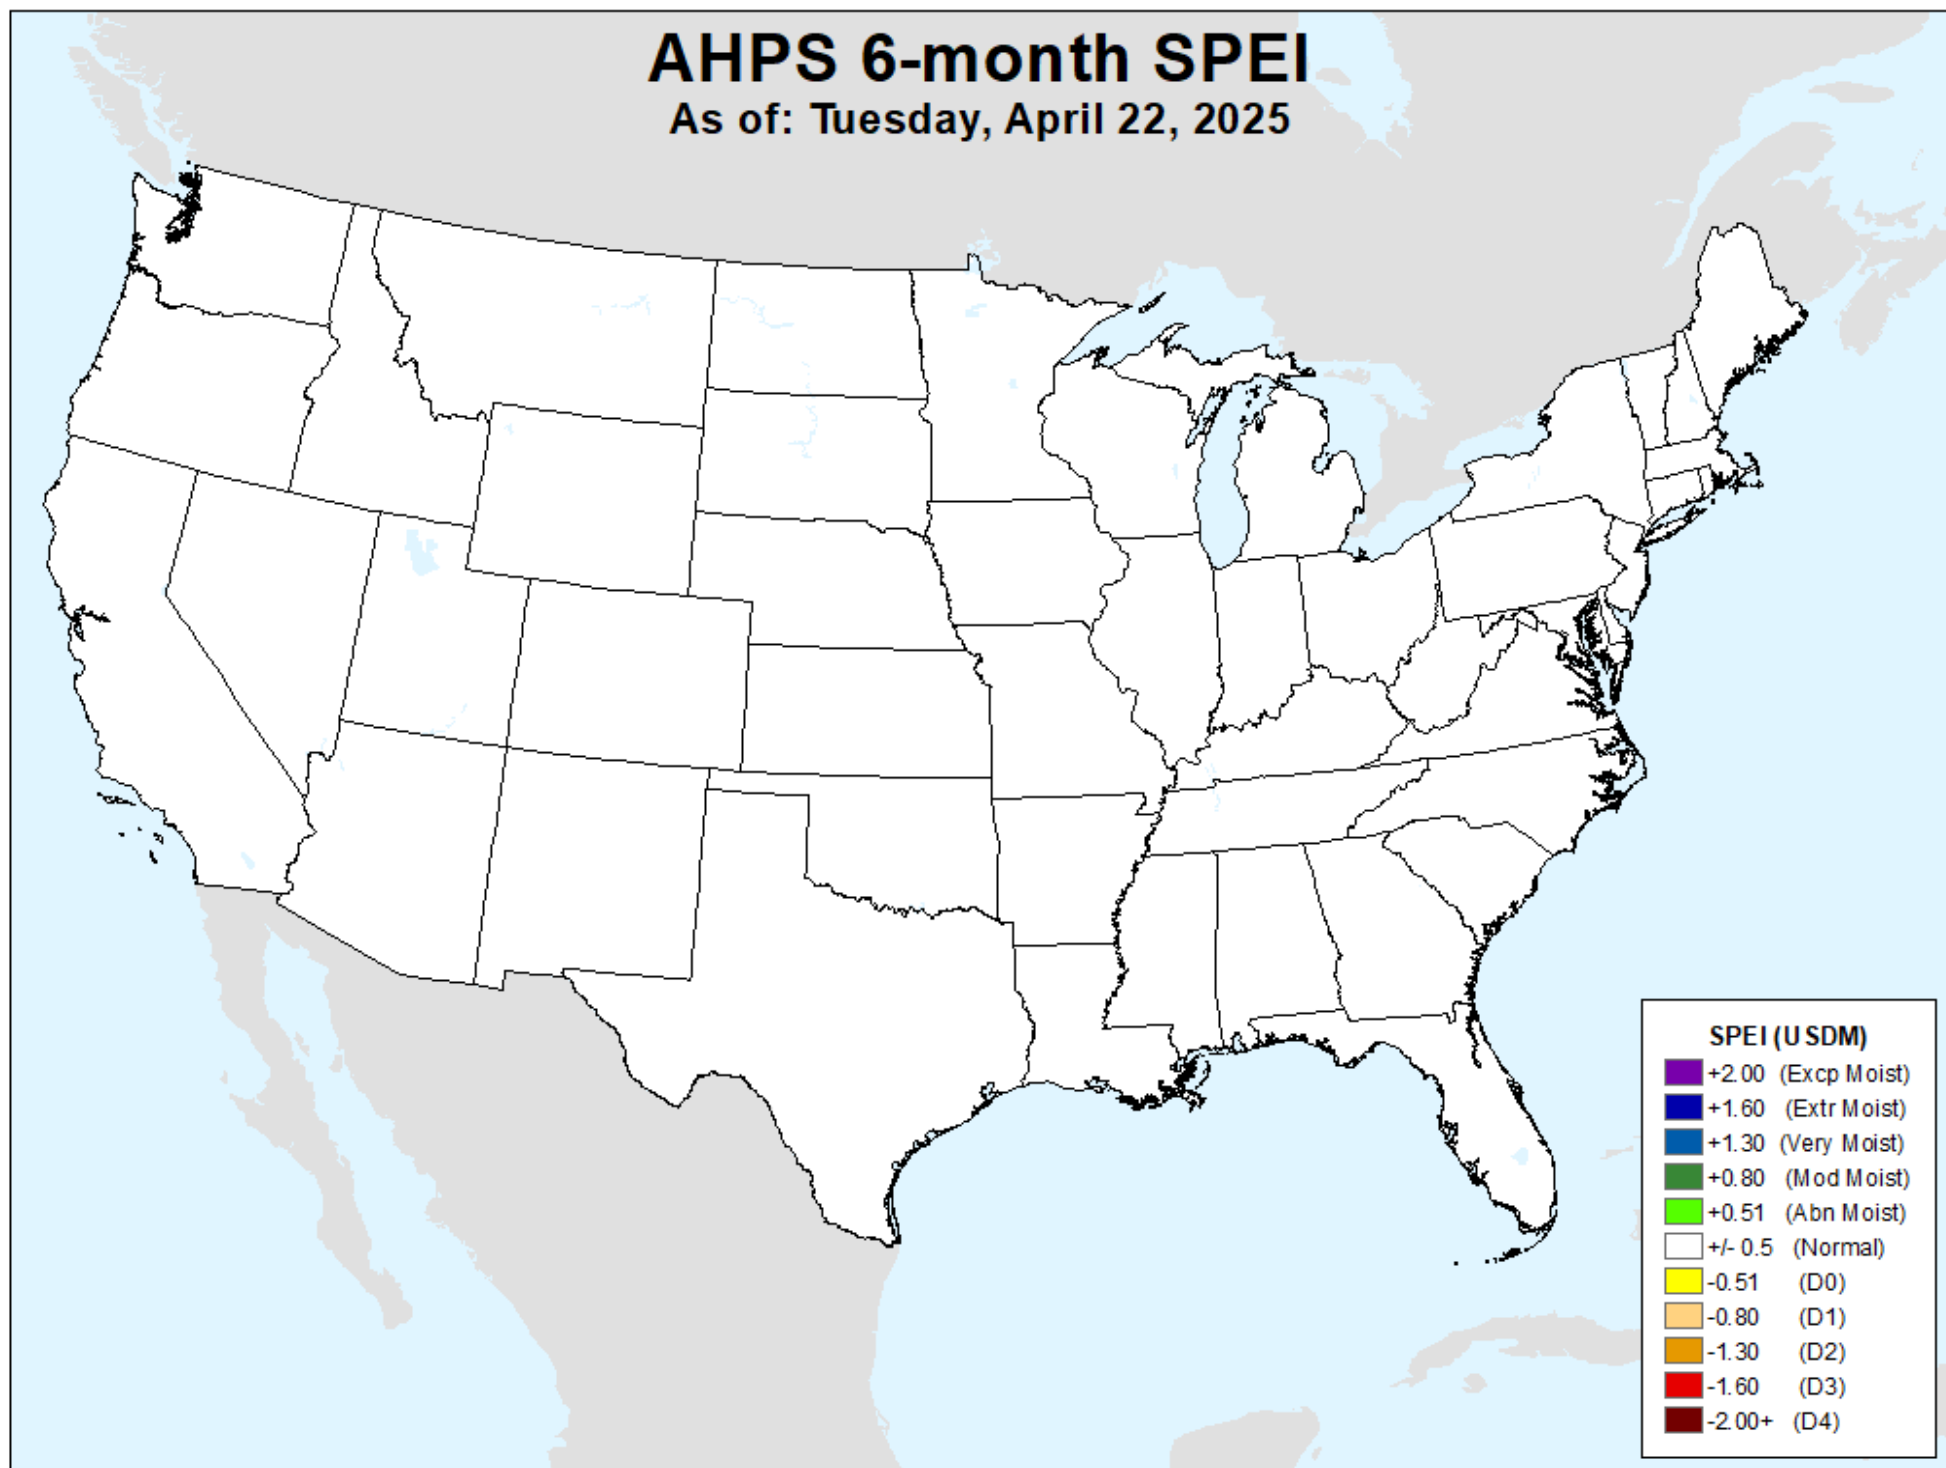 AHPS 6-month SPEI
As of: Tuesday, April 22, 2025
SPEI (USDM)
+2.00 (Excp Moist)
+1.60 (Extr Moist)
+1.30 (Very Moist)
+0.80 (Mod Moist)
+0.51 (Abn Moist)
+/- 0.5 (Normal)
-0.51 (D0)
-0.80 (D1)
-1.30 (D2)
-1.60 (D3)
-2.00+ (D4)